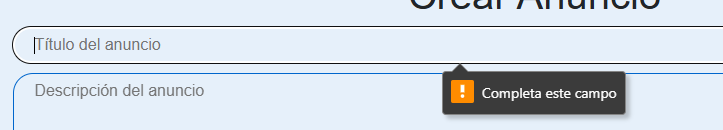 Crear Anuncio
Título del anuncio
Completa este campo
Descripción del anuncio